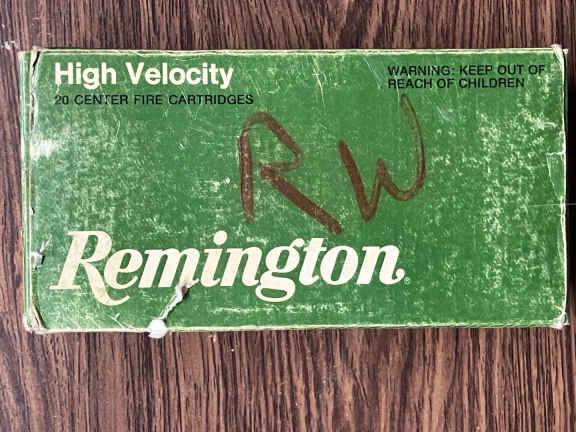 High Velocity
20 CENTER FIRE CARTRIDGES
WARNING: KEEP OUT OF
REACH OF CHILDREN
RW
Remington®